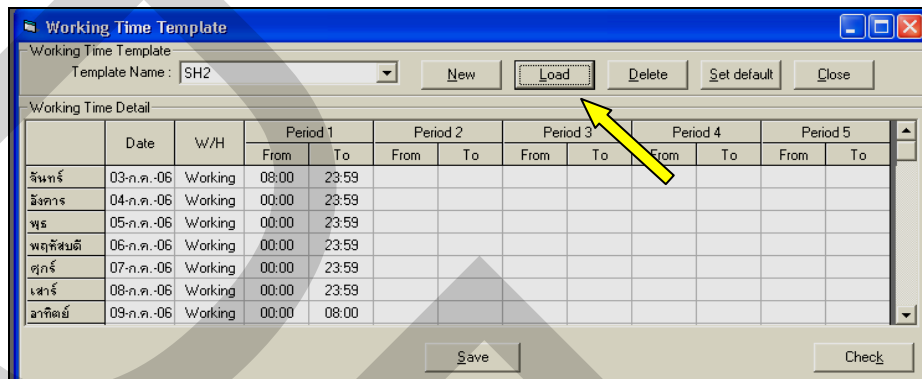 Working Time Template
Working Time Template
Template Name : SH2 New Load Delete Set default Close
Working Time Detail
Date W/H Period 1 Period 2 Period 3 Period 4 Period 5
From To From To From To From To From To
จันทร์ 03-ก.ค.-06 Working 08:00 23:59
อังคาร 04-ก.ค.-06 Working 00:00 23:59
พุธ 05-ก.ค.-06 Working 00:00 23:59
พฤหัสบดี 06-ก.ค.-06 Working 00:00 23:59
ศุกร์ 07-ก.ค.-06 Working 00:00 23:59
เสาร์ 08-ก.ค.-06 Working 00:00 23:59
อาทิตย์ 09-ก.ค.-06 Working 00:00 08:00
Save Check